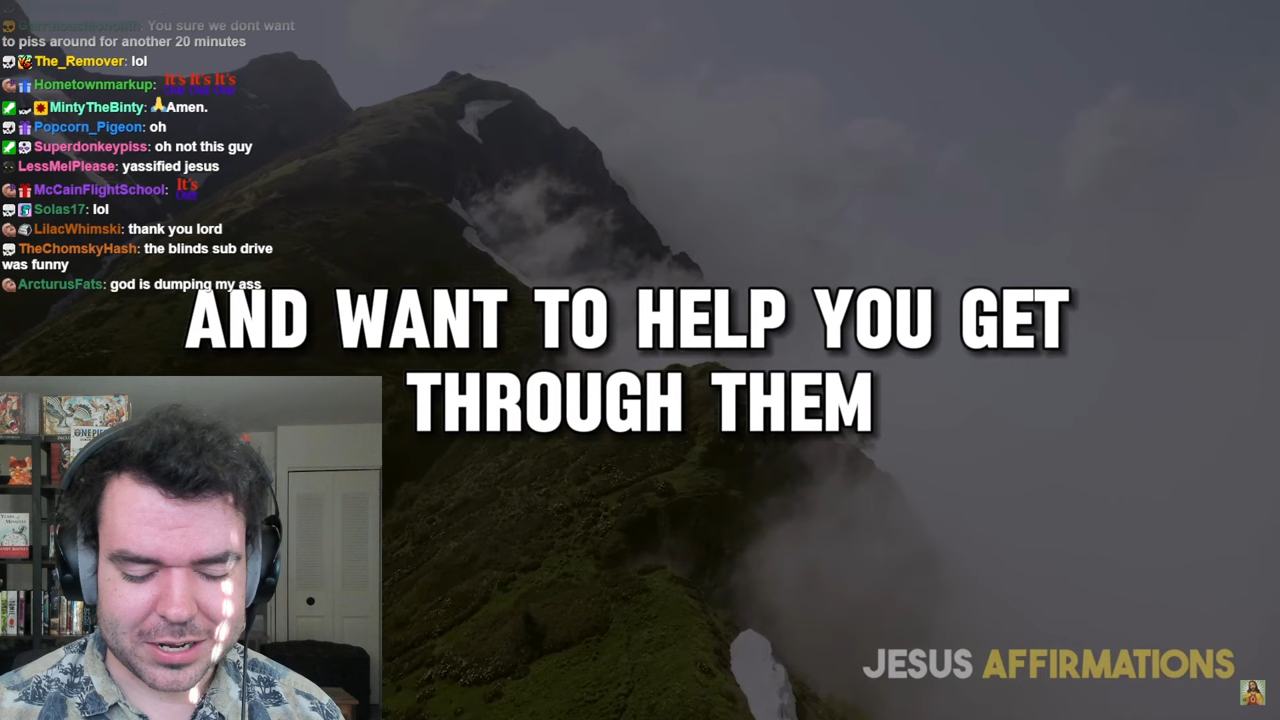 You sure we dont want
to piss around for another 20 minutes
The_Remover: lol
Hometownmarkup: It's It's It's
MintyTheBinty: Amen.
Popcorn_Pigeon: oh
Superdonkeypiss: oh not this guy
LessMelPlease: yassified jesus
McCainFlightSchool: It's
Solas17: lol
LilacWhimski: thank you lord
TheChomskyHash: the blinds sub drive
was funny
ArcturusFats: god is dumping my ass
AND WANT TO HELP YOU GET
THROUGH THEM
JESUS AFFIRMATIONS